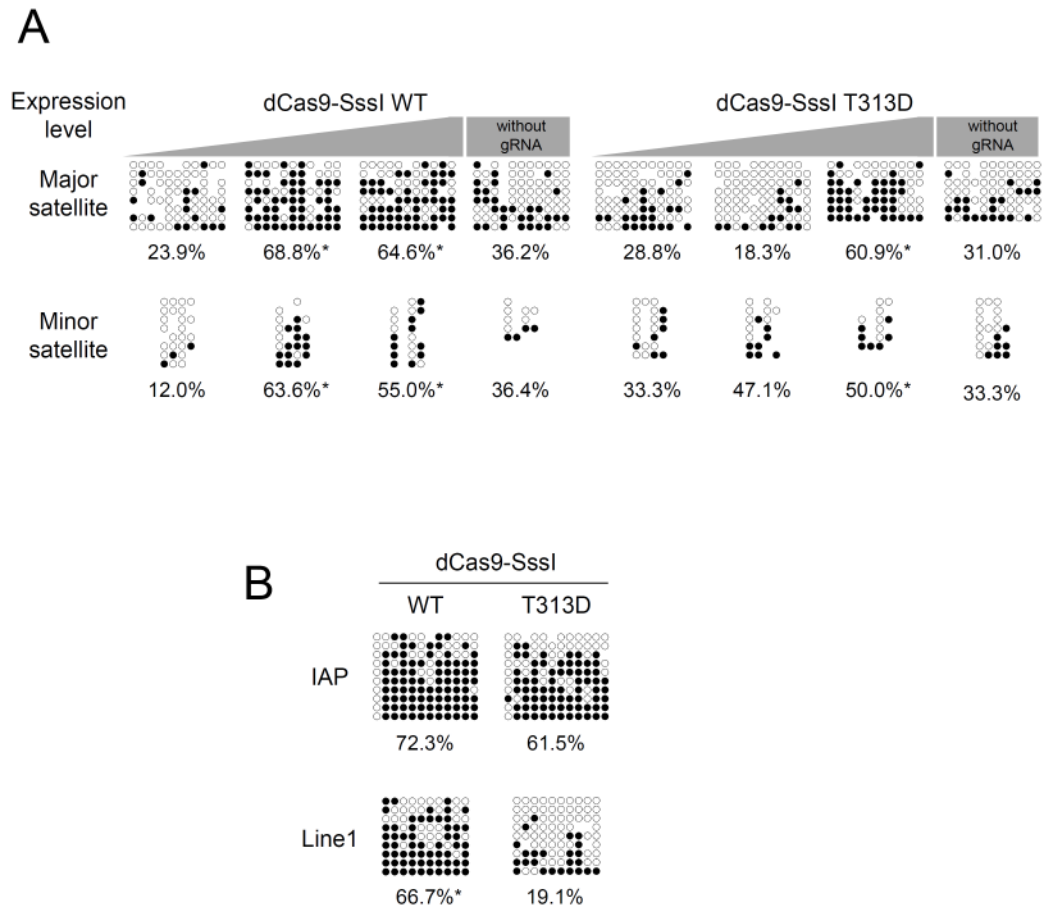 A
Expression
level
dCas9-SssI WT
dCas9-SssI T313D
without
gRNA
without
gRNA
Major
satellite
23.9%
68.8%*
64.6%*
36.2%
28.8%
18.3%
60.9%*
31.0%
Minor
satellite
12.0%
63.6%*
55.0%*
36.4%
33.3%
47.1%
50.0%*
33.3%
B
dCas9-SssI
WT
T313D
IAP
72.3%
61.5%
Line1
66.7%*
19.1%